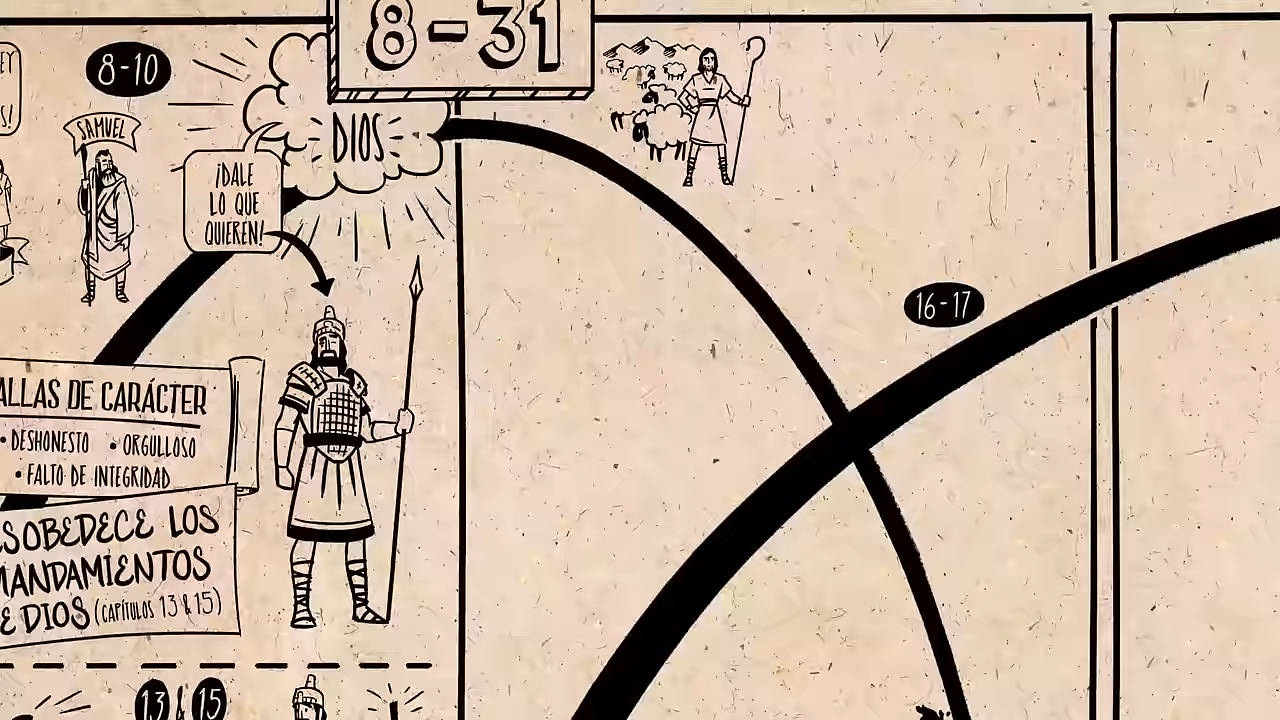 8-31
8-10
SAMUEL
DIOS
¡DALE
LO QUE
QUIEREN!
16-17
ALLAS DE CARÁCTER
• DESHONESTO • ORGULLOSO
• FALTO DE INTEGRIDAD
SOBEDECE LOS
MANDAMIENTOS
E DIOS (CAPÍTULOS 13 & 15)
13 & 15